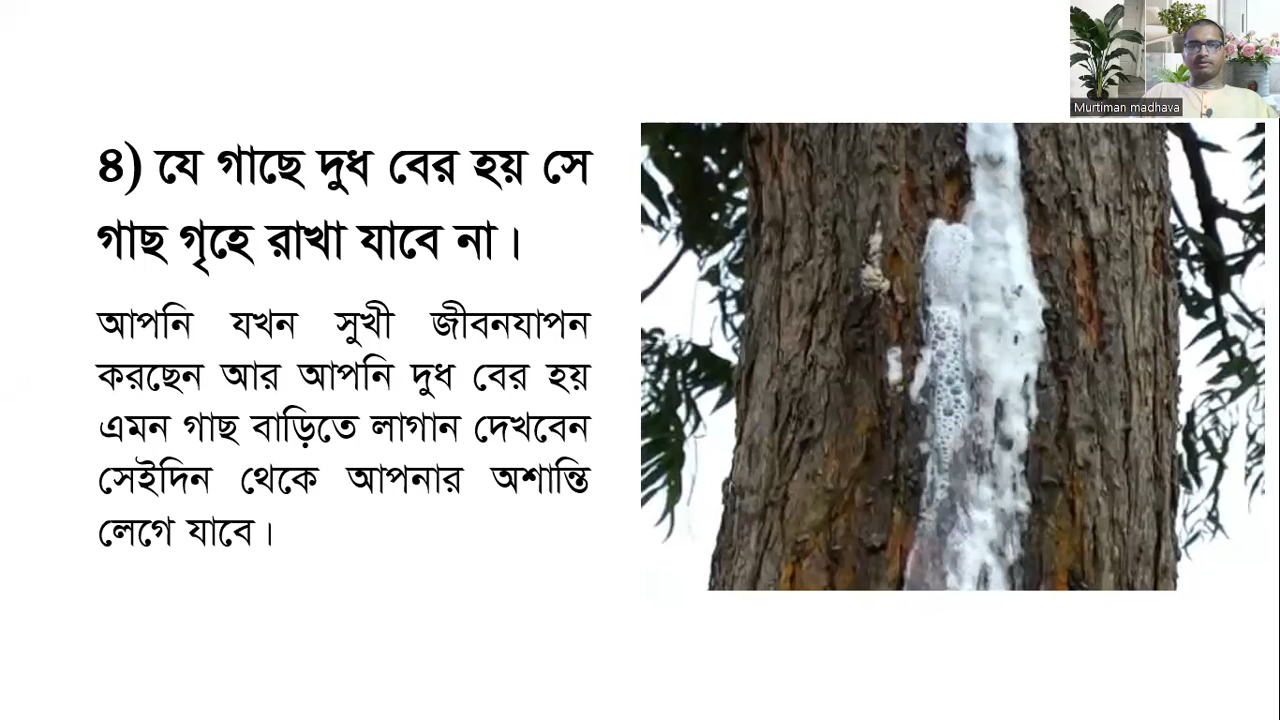 Murtiman madhava
৪) যে গাছে দুধ বের হয় সে
গাছ গৃহে রাখা যাবে না।
আপনি যখন সুখী জীবনযাপন
করছেন আর আপনি দুধ বের হয়
এমন গাছ বাড়িতে লাগান দেখবেন
সেইদিন থেকে আপনার অশান্তি
লেগে যাবে।